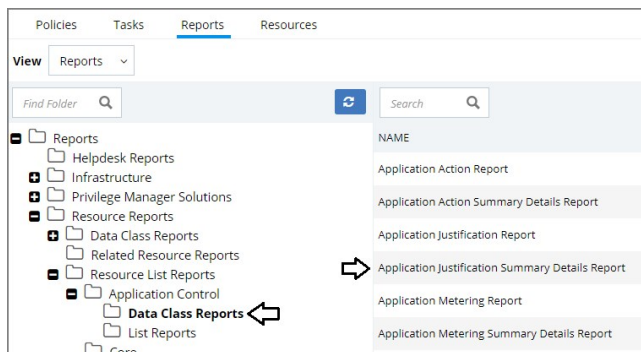 Policies Tasks Reports Resources
View Reports
Find Folder Search
Reports
Helpdesk Reports
Infrastructure
Privilege Manager Solutions
Resource Reports
Data Class Reports
Related Resource Reports
Resource List Reports
Application Control
Data Class Reports
List Reports
Core
NAME
Application Action Report
Application Action Summary Details Report
Application Justification Report
Application Justification Summary Details Report
Application Metering Report
Application Metering Summary Details Report